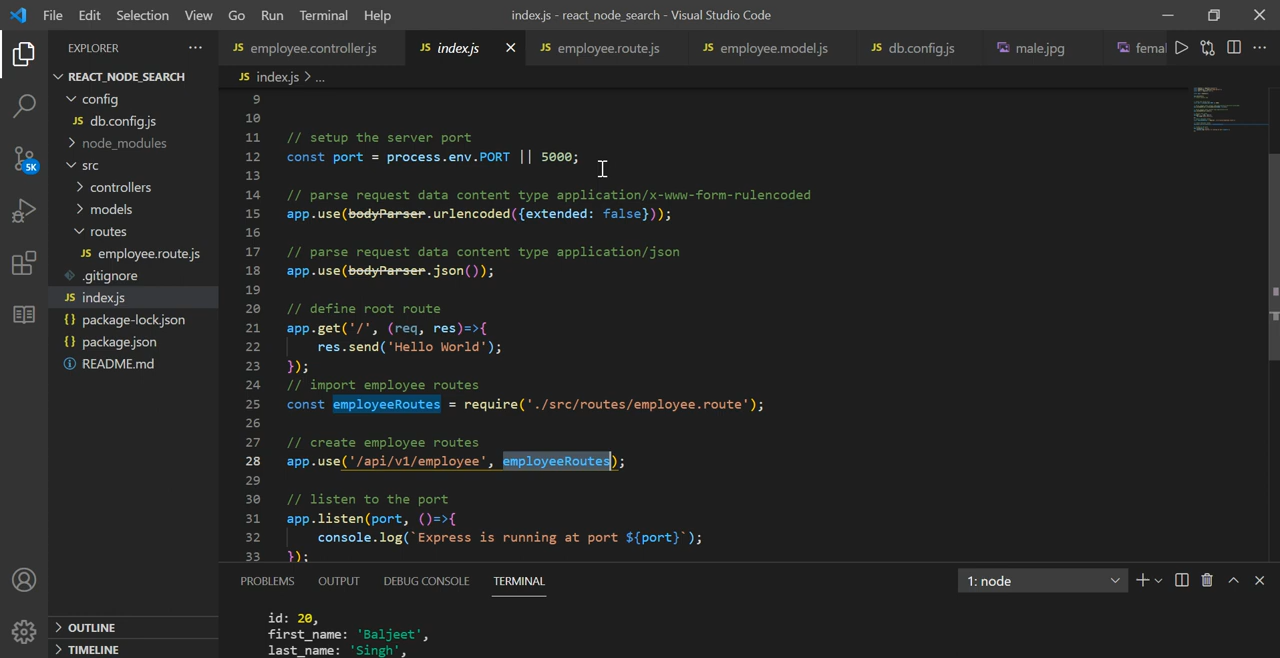 File Edit Selection View Go Run Terminal Help index.js - react_node_search - Visual Studio Code
EXPLORER ···
JS employee.controller.js JS index.js JS employee.route.js JS employee.model.js JS db.config.js male.jpg femal
REACT_NODE_SEARCH
config
JS db.config.js
node_modules
src
controllers
models
routes
JS employee.route.js
.gitignore
JS index.js
{} package-lock.json
{} package.json
README.md
5K
OUTLINE
TIMELINE
JS index.js > ...
9
10
11 // setup the server port
12 const port = process.env.PORT || 5000;
13
14 // parse request data content type application/x-www-form-rulencoded
15 app.use(bodyParser.urlencoded({extended: false}));
16
17 // parse request data content type application/json
18 app.use(bodyParser.json());
19
20 // define root route
21 app.get('/', (req, res)=>{
22 res.send('Hello World');
23 });
24 // import employee routes
25 const employeeRoutes = require('./src/routes/employee.route');
26
27 // create employee routes
28 app.use('/api/v1/employee', employeeRoutes);
29
30 // listen to the port
31 app.listen(port, ()=>{
32 console.log(`Express is running at port ${port}`);
33 });
PROBLEMS OUTPUT DEBUG CONSOLE TERMINAL 1: node
id: 20,
first_name: 'Baljeet',
last_name: 'Singh',